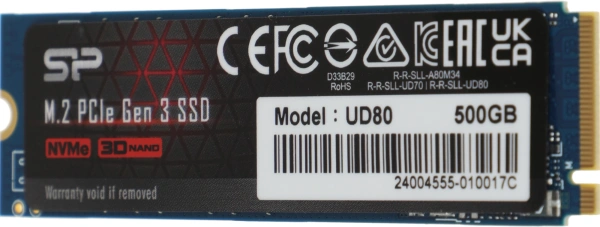 SP
M.2 PCIe Gen 3 SSD
NVMe 3D NAND
Warranty void if removed
CE FC EAC UK CA
D33B29
RoHS
R-R-SLL-A80M34
R-R-SLL-UD70 | R-R-SLL-UD80
Model : UD80 500GB
24004555-010017C